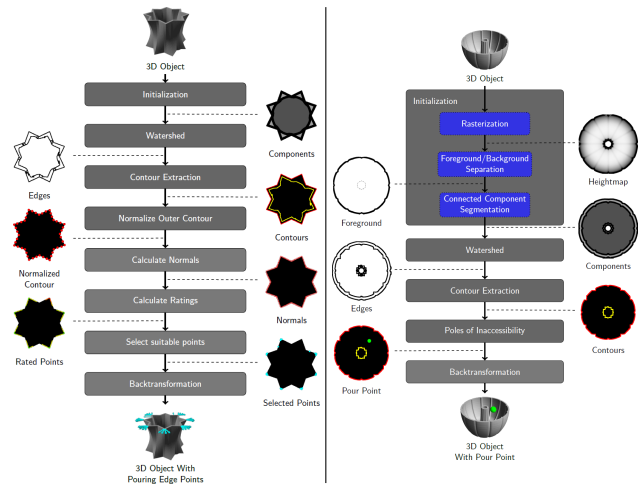 3D Object
Initialization
Components
Watershed
Edges
Contour Extraction
Contours
Normalize Outer Contour
Normalized
Contour
Calculate Normals
Normals
Calculate Ratings
Rated Points
Select suitable points
Selected Points
Backtransformation
3D Object With
Pouring Edge Points
3D Object
Initialization
Rasterization
Heightmap
Foreground/Background
Separation
Foreground
Connected Component
Segmentation
Components
Watershed
Edges
Contour Extraction
Contours
Poles of Inaccessibility
Pour Point
Backtransformation
3D Object
With Pour Point